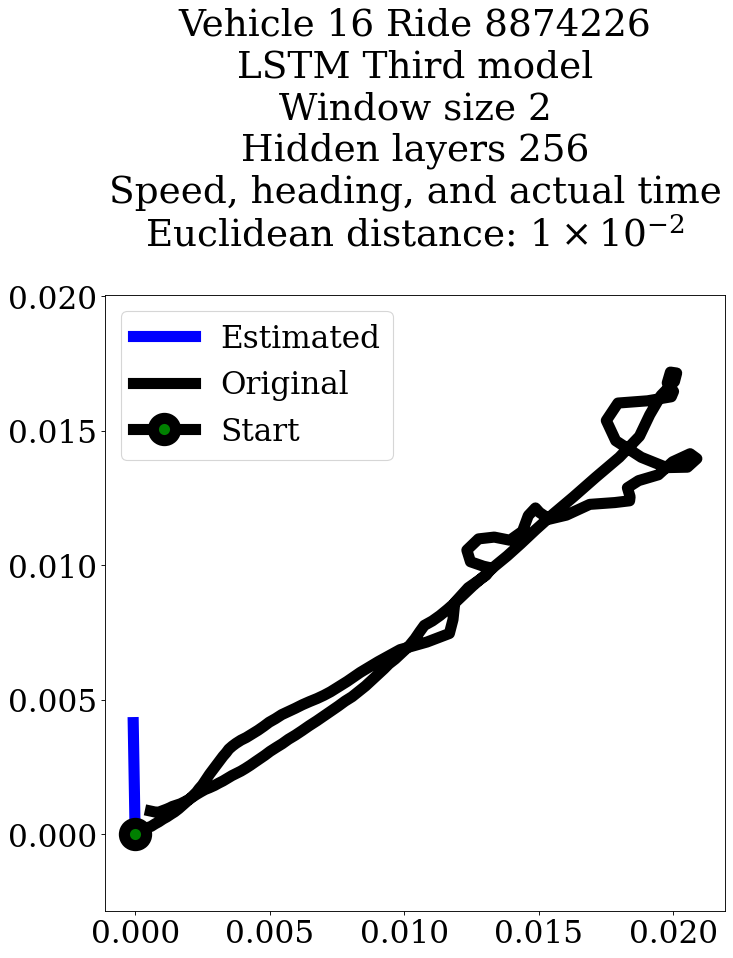 Vehicle 16 Ride 8874226
LSTM Third model
Window size 2
Hidden layers 256
Speed, heading, and actual time
Euclidean distance: 1 × 10⁻²
0.020
0.015
0.010
0.005
0.000
Estimated
Original
Start
0.000 0.005 0.010 0.015 0.020